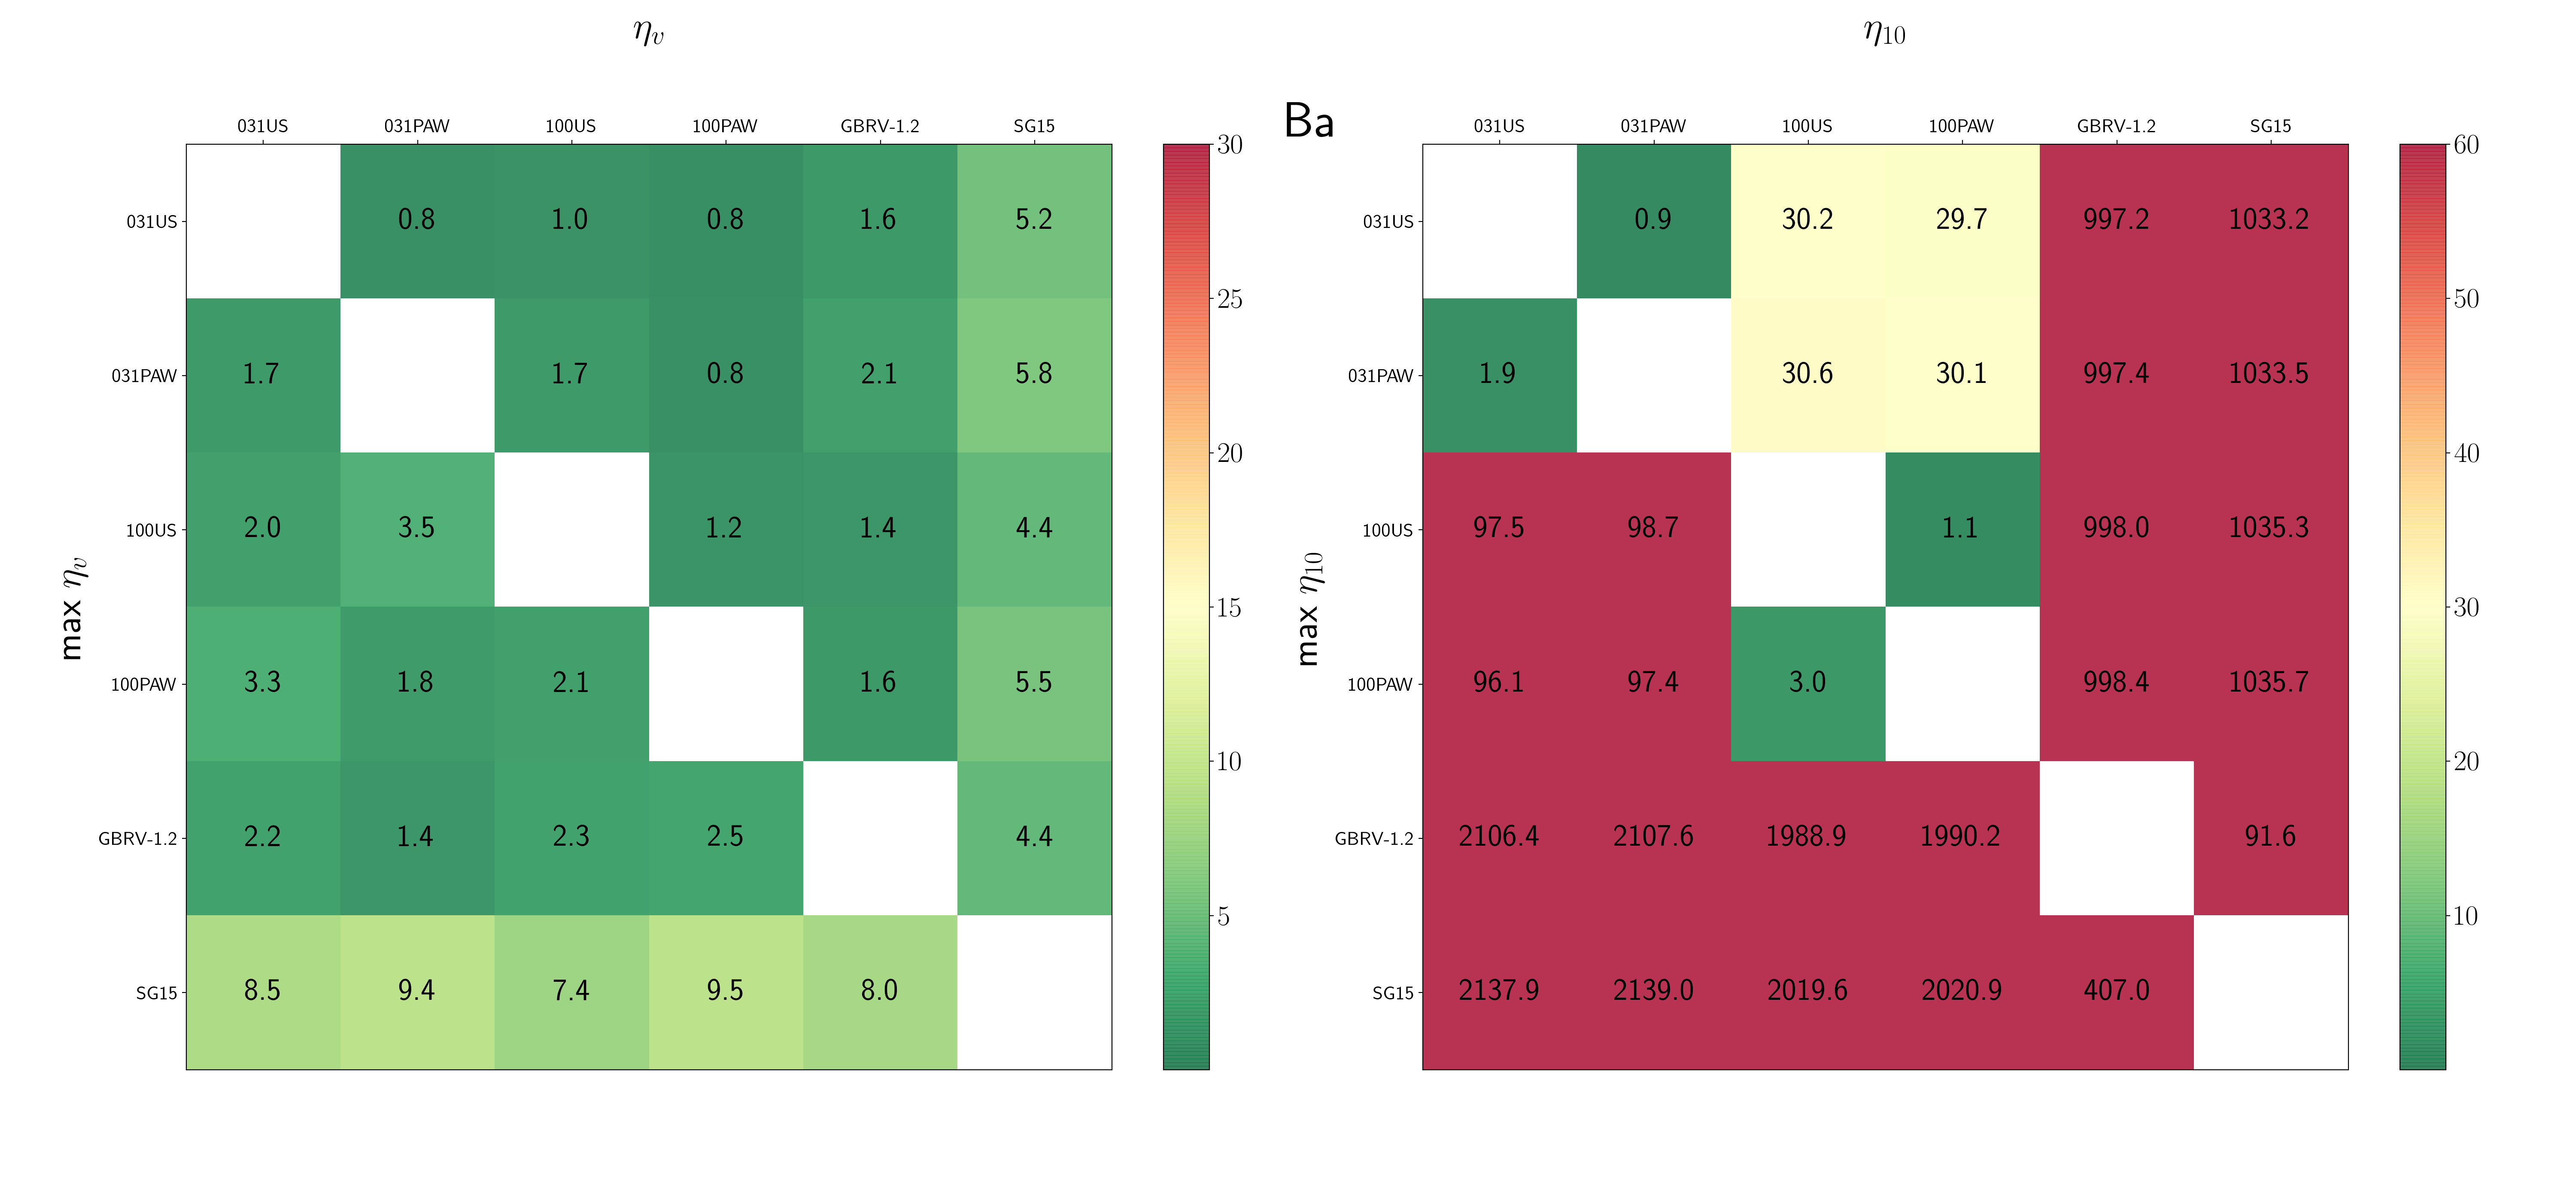 η_v
η_10
Ba
031US 031PAW 100US 100PAW GBRV-1.2 SG15
031US 0.8 1.0 0.8 1.6 5.2
031PAW 1.7 1.7 0.8 2.1 5.8
100US 2.0 3.5 1.2 1.4 4.4
100PAW 3.3 1.8 2.1 1.6 5.5
GBRV-1.2 2.2 1.4 2.3 2.5 4.4
SG15 8.5 9.4 7.4 9.5 8.0
max η_v
30
25
20
15
10
5
031US 031PAW 100US 100PAW GBRV-1.2 SG15
031US 0.9 30.2 29.7 997.2 1033.2
031PAW 1.9 30.6 30.1 997.4 1033.5
100US 97.5 98.7 1.1 998.0 1035.3
100PAW 96.1 97.4 3.0 998.4 1035.7
GBRV-1.2 2106.4 2107.6 1988.9 1990.2 91.6
SG15 2137.9 2139.0 2019.6 2020.9 407.0
max η_10
60
50
40
30
20
10